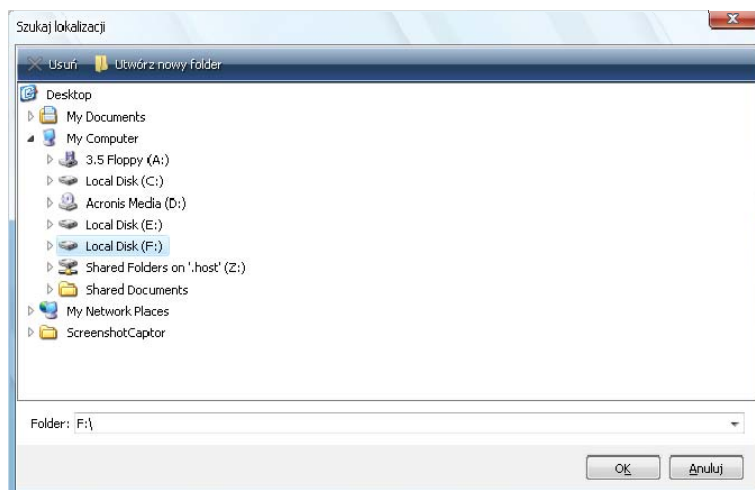 Szukaj lokalizacji
Usuń Utwórz nowy folder
Desktop
My Documents
My Computer
3.5 Floppy (A:)
Local Disk (C:)
Acronis Media (D:)
Local Disk (E:)
Local Disk (F:)
Shared Folders on '.host' (Z:)
Shared Documents
My Network Places
ScreenshotCaptor
Folder: F:\
OK Anuluj